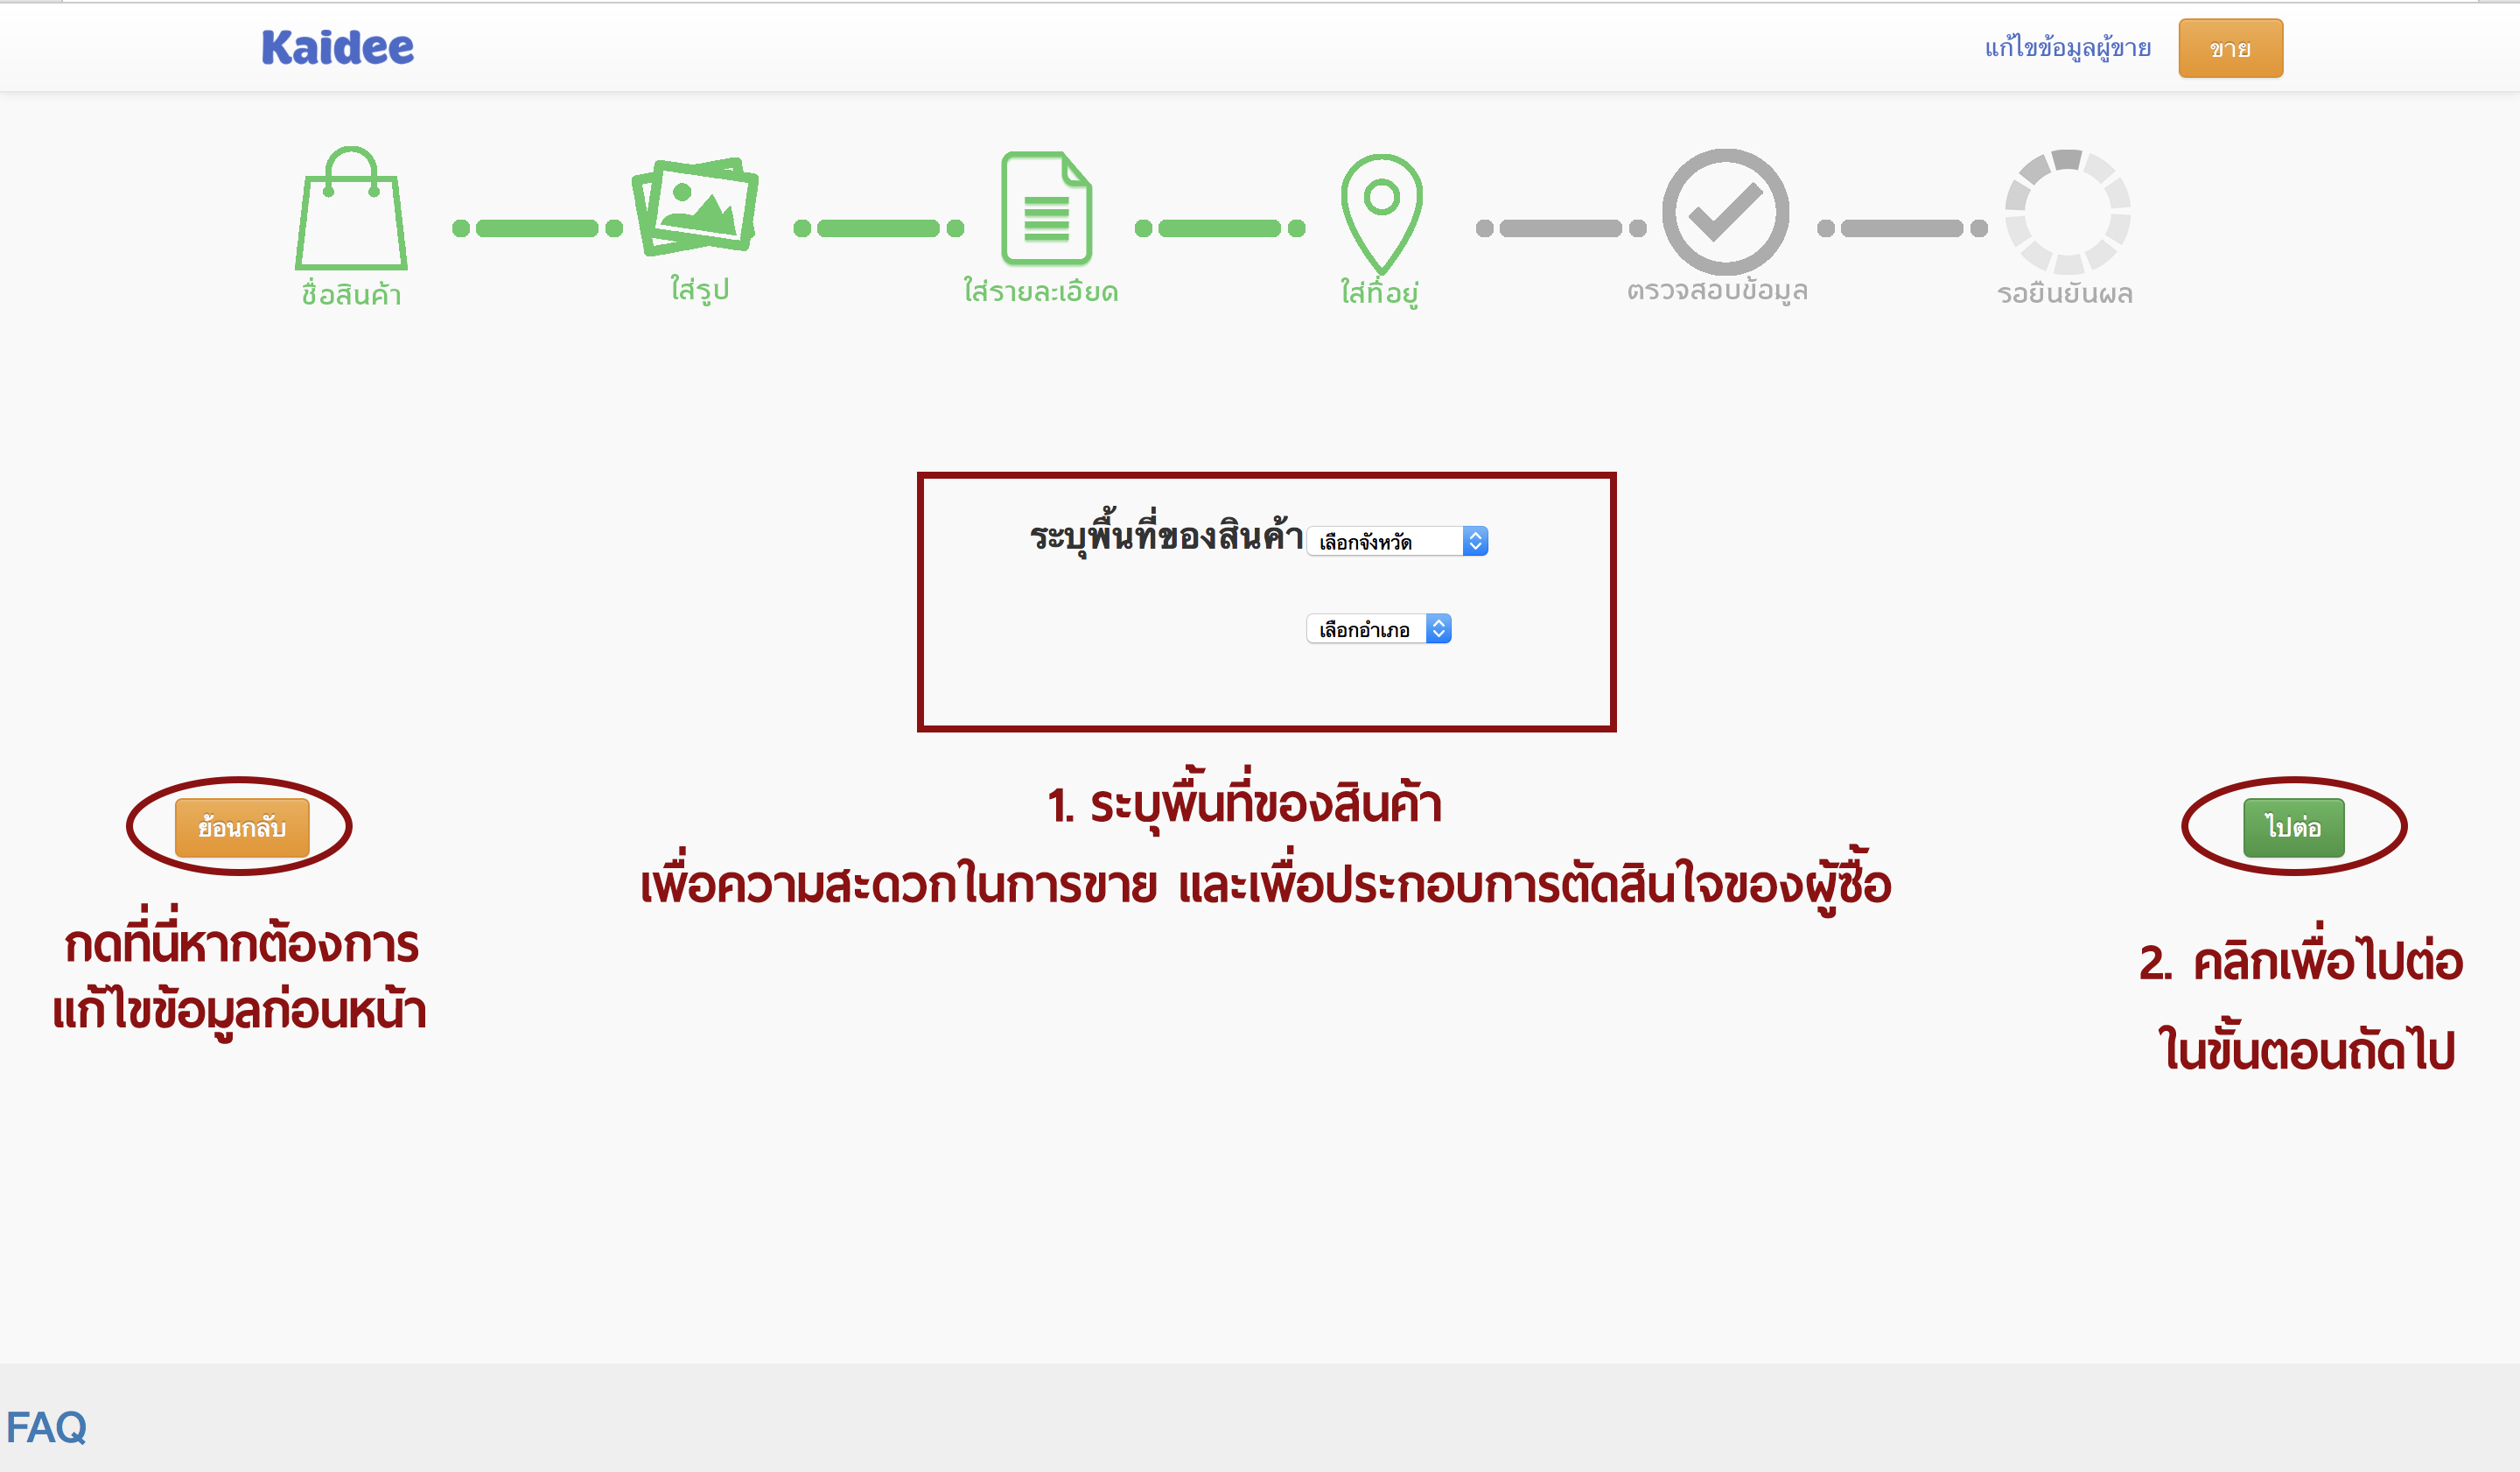 Kaidee
แก้ไขข้อมูลผู้ขาย
ขาย
ชื่อสินค้า
ใส่รูป
ใส่รายละเอียด
ใส่ที่อยู่
ตรวจสอบข้อมูล
รอยืนยันผล
ระบุพื้นที่ของสินค้า เลือกจังหวัด
เลือกอำเภอ
ย้อนกลับ
ไปต่อ
1. ระบุพื้นที่ของสินค้า
เพื่อความสะดวกในการขาย และเพื่อประกอบการตัดสินใจของผู้ซื้อ
กดที่นี่หากต้องการ
แก้ไขข้อมูลก่อนหน้า
2. คลิกเพื่อไปต่อ
ในขั้นตอนถัดไป
FAQ